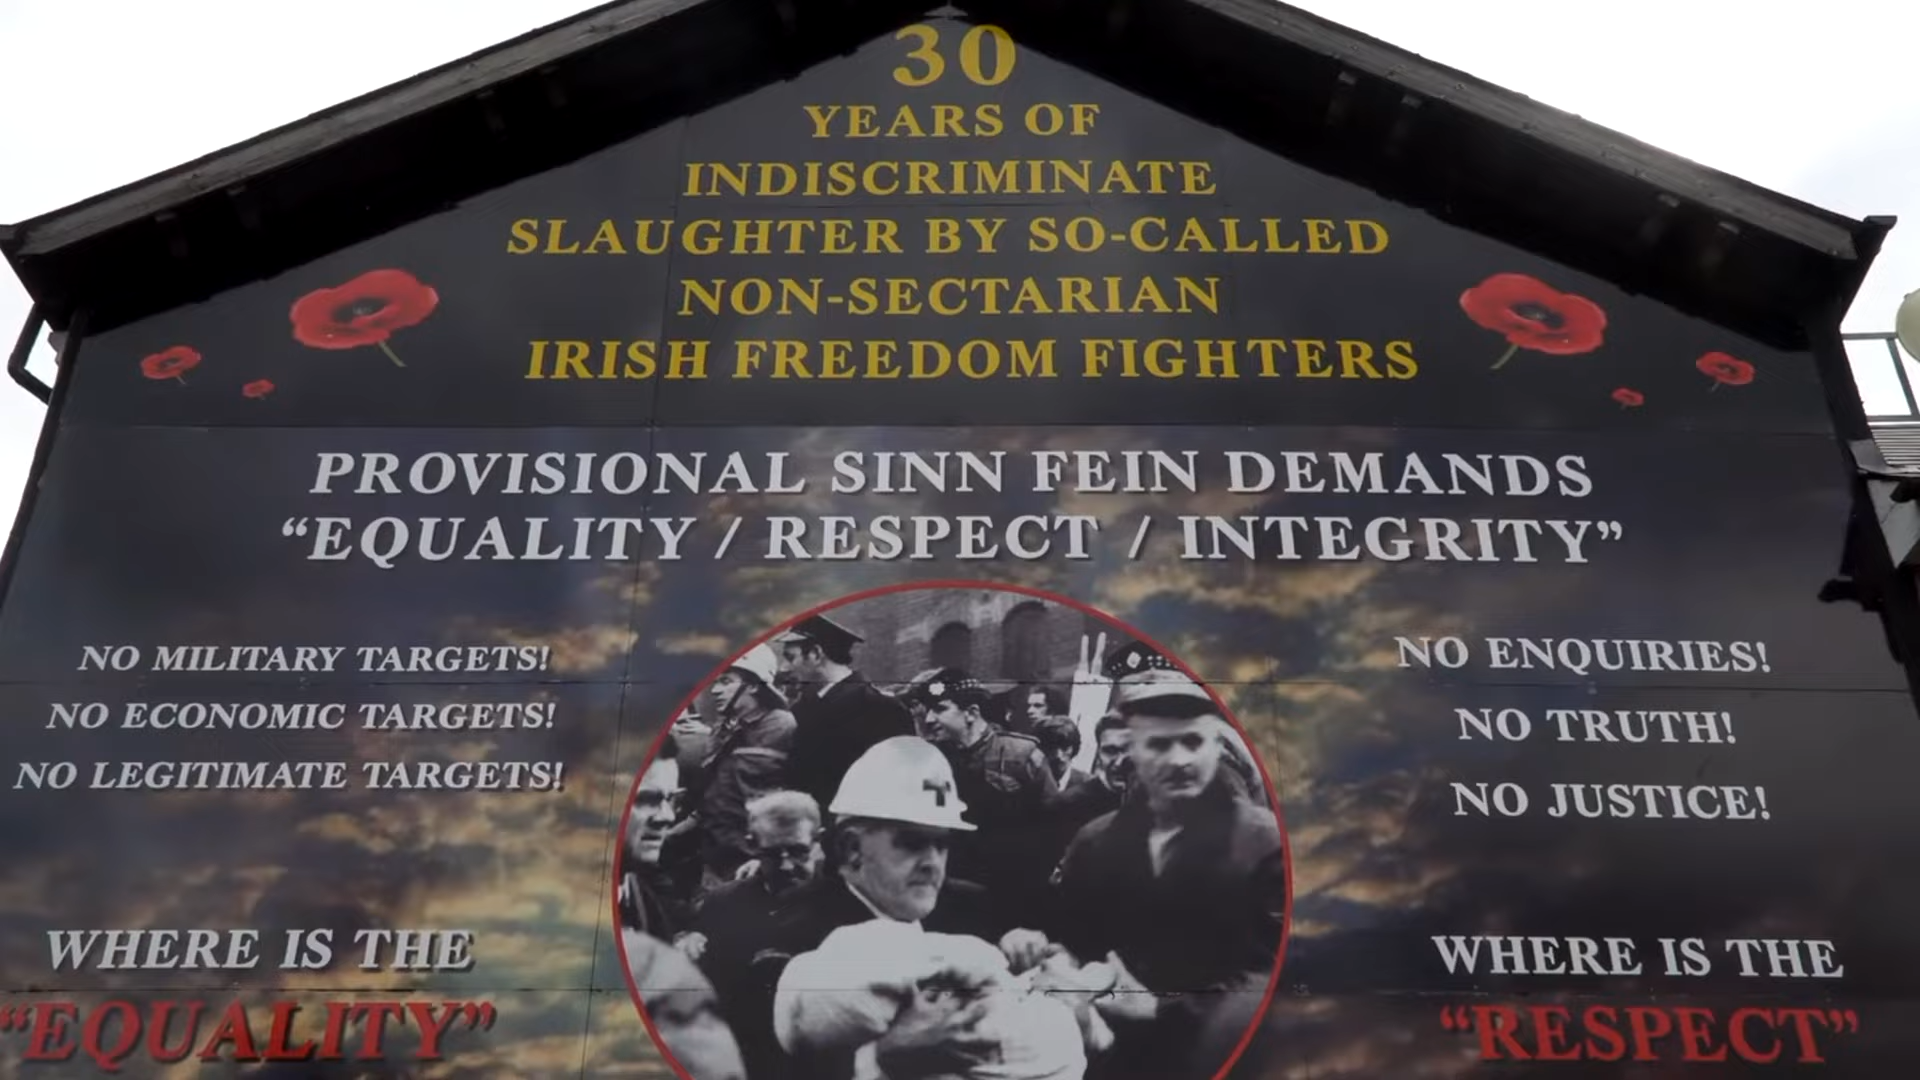 30
YEARS OF
INDISCRIMINATE
SLAUGHTER BY SO-CALLED
NON-SECTARIAN
IRISH FREEDOM FIGHTERS
PROVISIONAL SINN FEIN DEMANDS
“EQUALITY / RESPECT / INTEGRITY”
NO MILITARY TARGETS!
NO ECONOMIC TARGETS!
NO LEGITIMATE TARGETS!
WHERE IS THE
“EQUALITY”
NO ENQUIRIES!
NO TRUTH!
NO JUSTICE!
WHERE IS THE
“RESPECT”